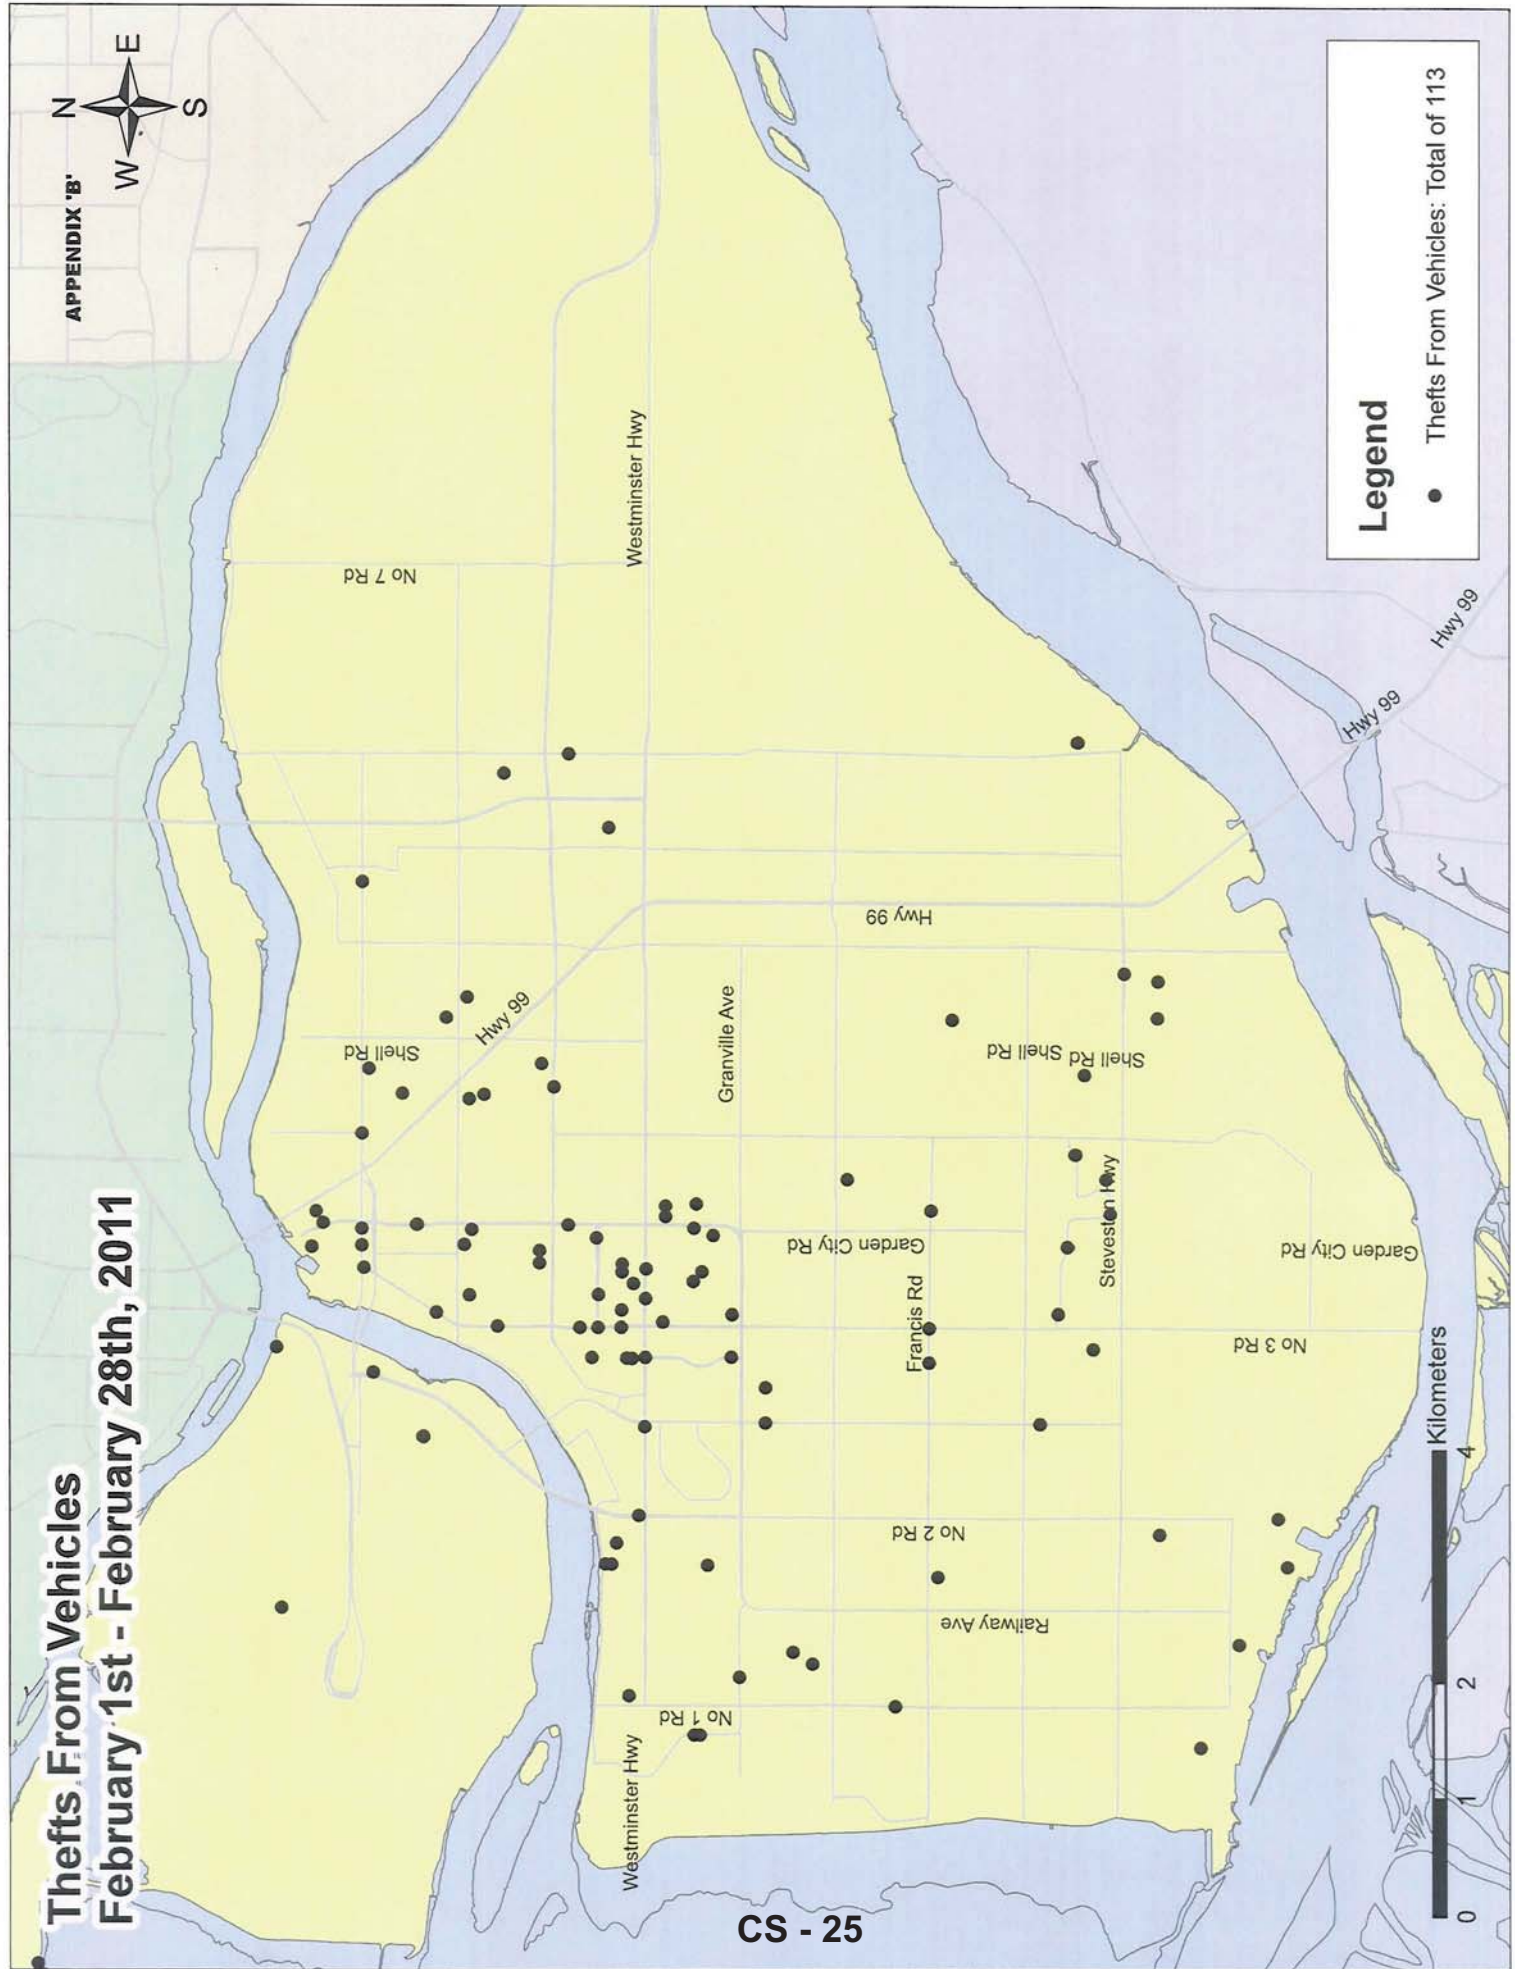 Thefts From Vehicles
February 1st - February 28th, 2011
APPENDIX 'B'
N
W
E
S
No 7 Rd
Westminster Hwy
Shell Rd
Hwy 99
Granville Ave
Hwy 99
Shell Rd
Shell Rd
Garden City Rd
Francis Rd
Steveston Hwy
Garden City Rd
No 3 Rd
No 2 Rd
Railway Ave
No 1 Rd
Westminster Hwy
Hwy 99
Hwy 99
Legend
Thefts From Vehicles: Total of 113
Kilometers
0
1
2
4
CS - 25